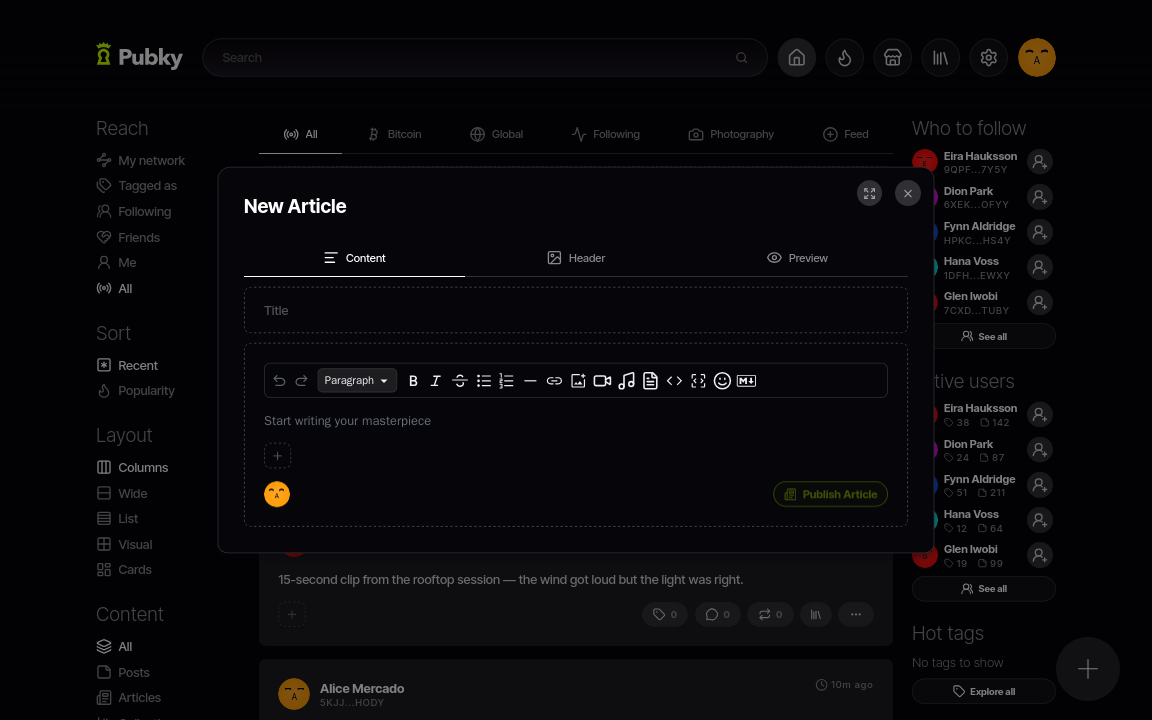 Pubky
Search
Reach
My network
Tagged as
Following
Friends
Me
All
Sort
Recent
Popularity
Layout
Columns
Wide
List
Visual
Cards
Content
All
Posts
Articles
All
Bitcoin
Global
Following
Photography
Feed
New Article
Content
Header
Preview
Title
Paragraph
Start writing your masterpiece
Publish Article
15-second clip from the rooftop session — the wind got loud but the light was right.
0
0
0
Alice Mercado
5KJJ...HODY
10m ago
Who to follow
Eira Hauksson
9QPF...7Y5Y
Dion Park
6XEK...OFYY
Fynn Aldridge
HPKC...HS4Y
Hana Voss
1DFH...EWXY
Glen Iwobi
7CXD...TUBY
See all
tive users
Eira Hauksson
38 142
Dion Park
24 87
Fynn Aldridge
51 211
Hana Voss
12 64
Glen Iwobi
19 99
See all
Hot tags
No tags to show
Explore all